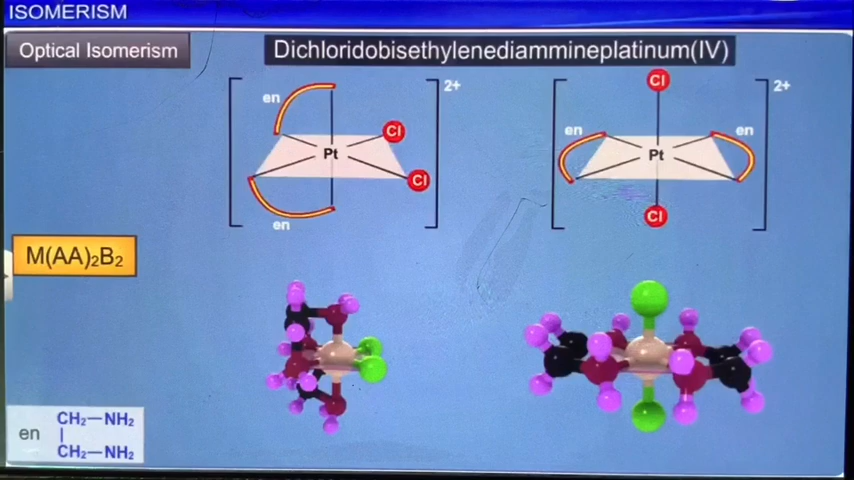 ISOMERISM
Optical Isomerism
Dichloridobisethylenediammineplatinum(IV)
en
Cl
Pt
Cl
en
2+
Cl
en
en
Pt
Cl
2+
M(AA)₂B₂
en
CH₂—NH₂
|
CH₂—NH₂